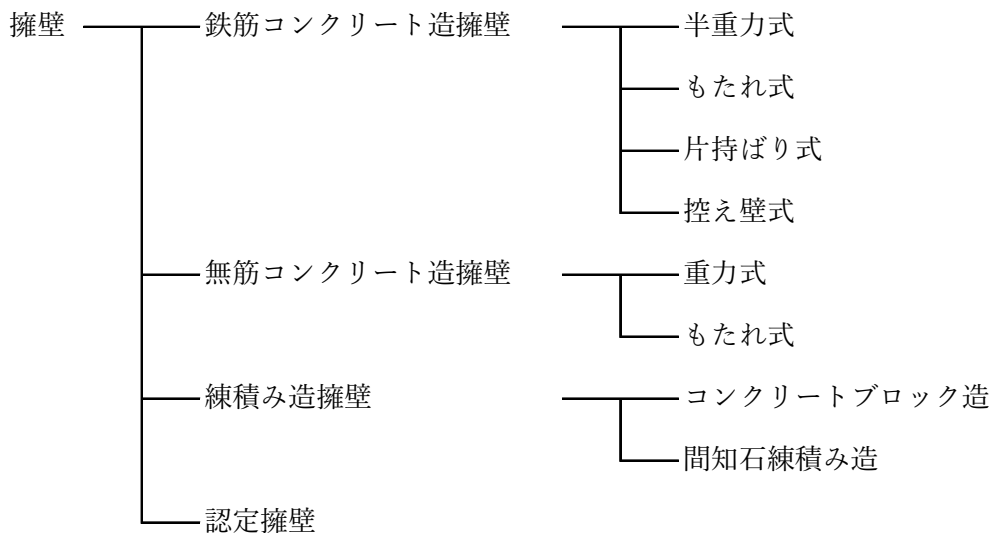 擁壁 鉄筋コンクリート造擁壁 半重力式
もたれ式
片持ばり式
控え壁式
無筋コンクリート造擁壁 重力式
もたれ式
練積み造擁壁 コンクリートブロック造
間知石練積み造
認定擁壁